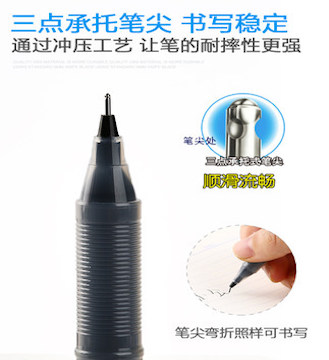 三点承托笔尖 书写稳定
通过冲压工艺 让笔的耐摔性更强
笔尖处
三点承托式笔尖
顺滑流畅
笔尖弯折照样可书写